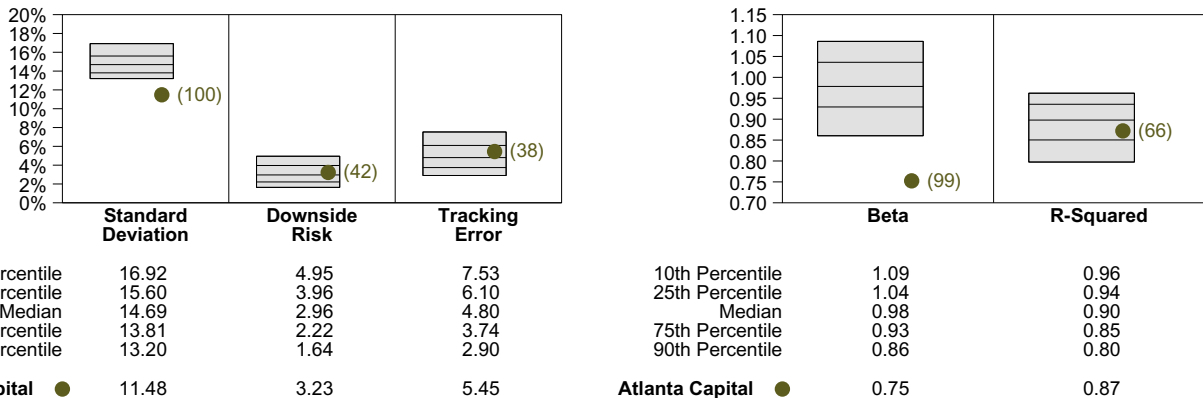 20%
18%
16%
14%
12%
10%
8%
6%
4%
2%
0%
(100)
(42)
(38)
Standard
Deviation
Downside
Risk
Tracking
Error
rcentile 16.92 4.95 7.53
rcentile 15.60 3.96 6.10
Median 14.69 2.96 4.80
rcentile 13.81 2.22 3.74
rcentile 13.20 1.64 2.90
pital 11.48 3.23 5.45
1.15
1.10
1.05
1.00
0.95
0.90
0.85
0.80
0.75
0.70
(99)
(66)
Beta R-Squared
10th Percentile 1.09 0.96
25th Percentile 1.04 0.94
Median 0.98 0.90
75th Percentile 0.93 0.85
90th Percentile 0.86 0.80
Atlanta Capital 0.75 0.87